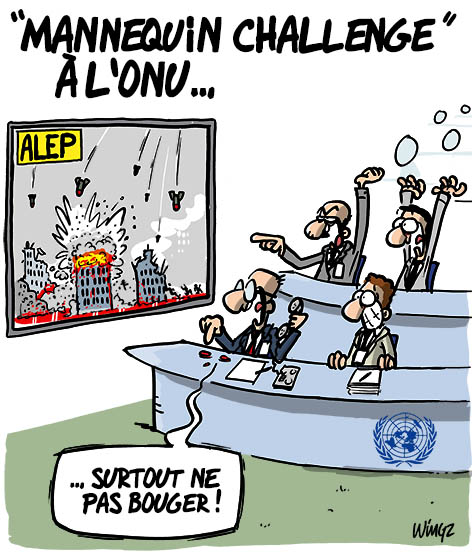 "MANNEQUIN CHALLENGE"
À L'ONU...
ALEP
... SURTOUT NE
PAS BOUGER !
WINGZ